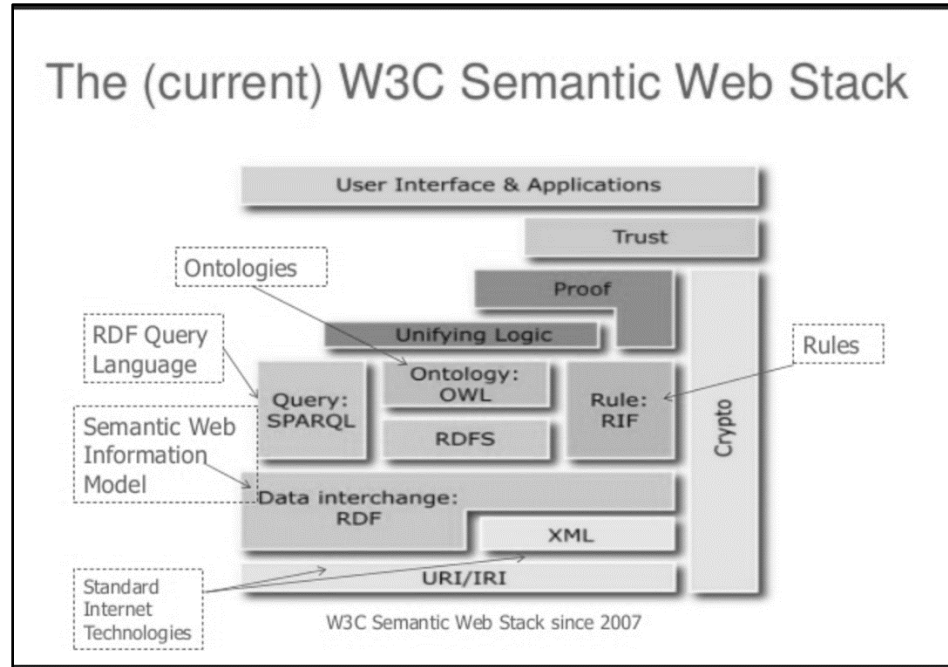 The (current) W3C Semantic Web Stack
User Interface & Applications
Trust
Ontologies
Proof
Unifying Logic
RDF Query
Language
Rules
Query:
SPARQL
Ontology:
OWL
RDFS
Rule:
RIF
Crypto
Semantic Web
Information
Model
Data interchange:
RDF
XML
URI/IRI
Standard
Internet
Technologies
W3C Semantic Web Stack since 2007